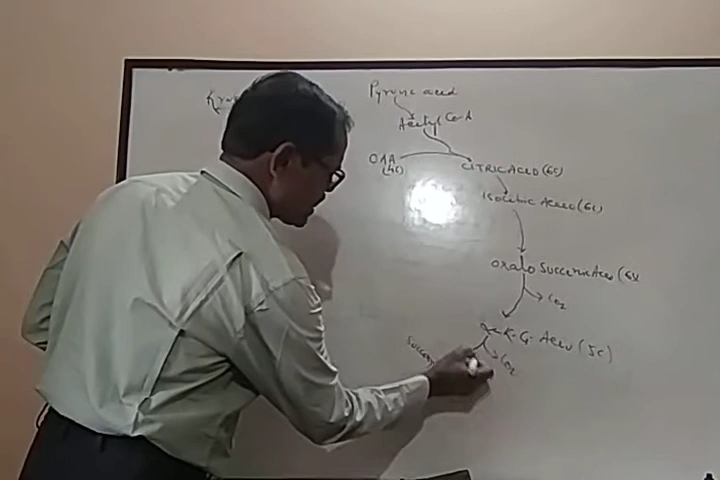 Pyruvic acid
Acetyl Co A
OAA
(4C)
CITRIC ACID (6C)
Isocitric Acid (6C)
Oxalo Succinic Acid (6C
CO2
α K.G. Acid (5C)
CO2